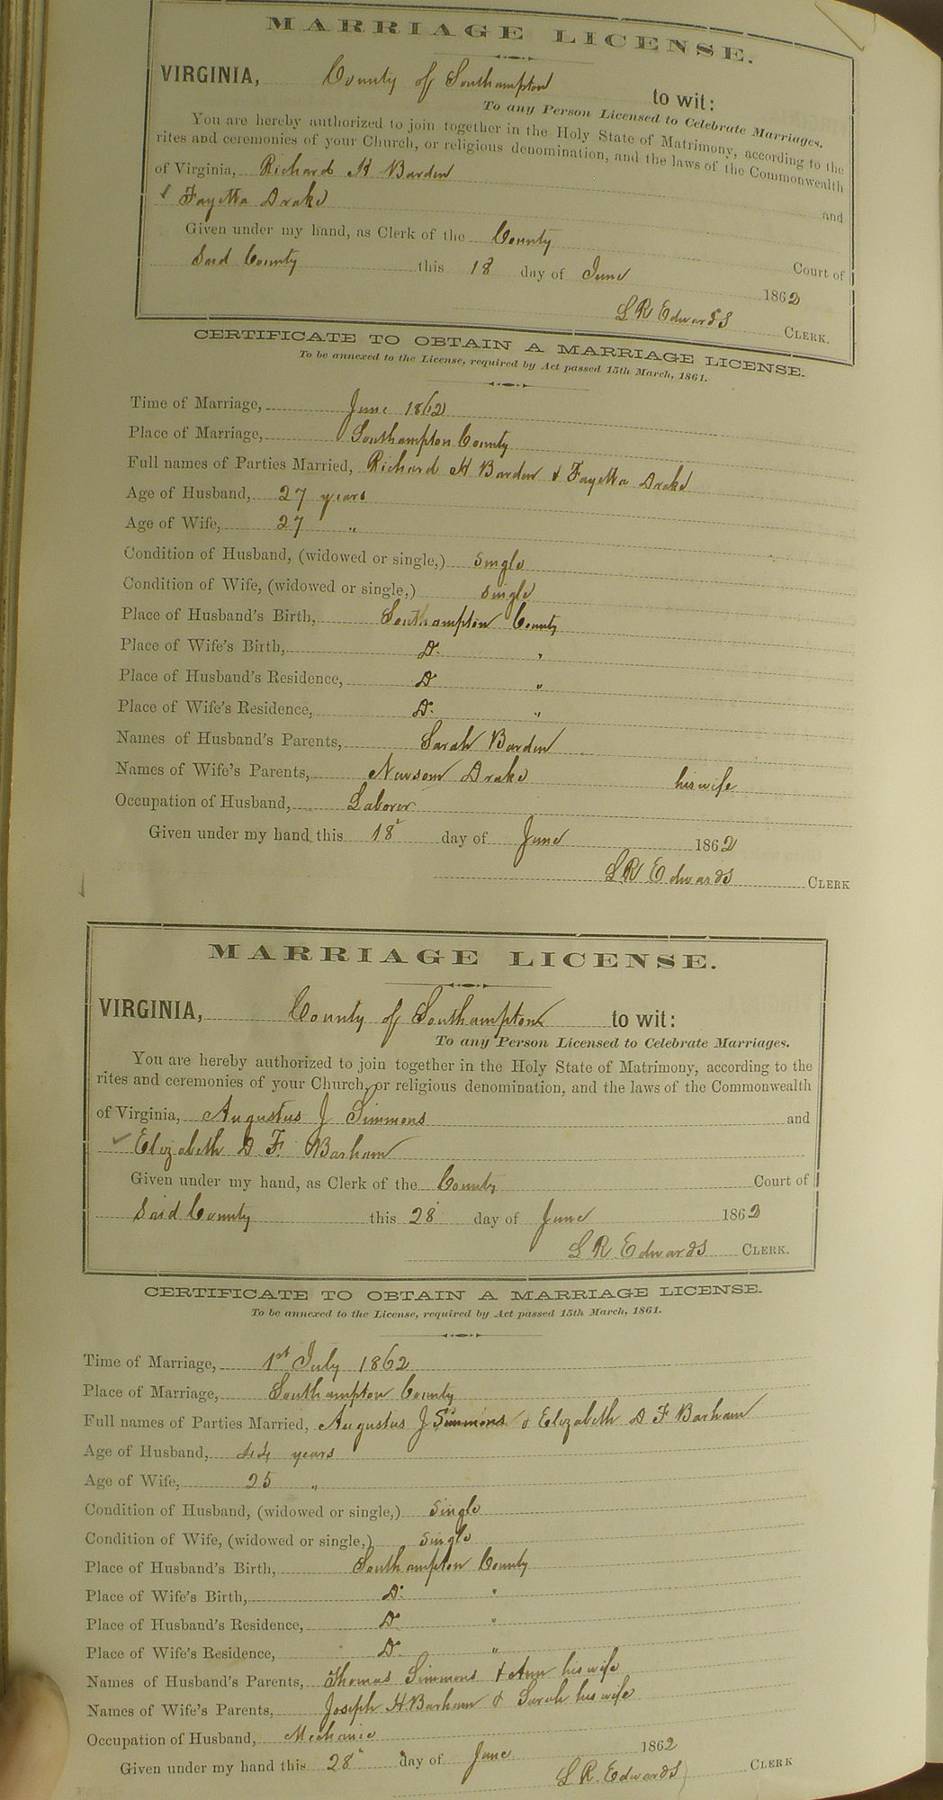 MARRIAGE LICENSE.
VIRGINIA, County of Southampton to wit:
To any Person Licensed to Celebrate Marriages.
You are hereby authorized to join together in the Holy State of Matrimony, according to the
rites and ceremonies of your Church, or religious denomination, and the laws of the Commonwealth
of Virginia, Richard H Barden and
Fayetta Drake
Given under my hand, as Clerk of the County Court of
Said County this 18 day of June 1862
L R Edwards CLERK.
CERTIFICATE TO OBTAIN A MARRIAGE LICENSE.
To be annexed to the License, required by Act passed 15th March, 1861.
Time of Marriage, June 1862
Place of Marriage, Southampton County
Full names of Parties Married, Richard H Barden & Fayetta Drake
Age of Husband, 27 years
Age of Wife, 27 "
Condition of Husband, (widowed or single,) single
Condition of Wife, (widowed or single,) single
Place of Husband's Birth, Southampton County
Place of Wife's Birth, Do. "
Place of Husband's Residence, Do "
Place of Wife's Residence, Do. "
Names of Husband's Parents, Sarah Barden
Names of Wife's Parents, Newsom Drake his wife
Occupation of Husband, Laborer
Given under my hand this 18 day of June 1862
L R Edwards CLERK
MARRIAGE LICENSE.
VIRGINIA, County of Southampton to wit:
To any Person Licensed to Celebrate Marriages.
You are hereby authorized to join together in the Holy State of Matrimony, according to the
rites and ceremonies of your Church, or religious denomination, and the laws of the Commonwealth
of Virginia, Augustus J Simmons and
Elizabeth D F. Barham
Given under my hand, as Clerk of the County Court of
Said County this 28 day of June 1862
L R. Edwards CLERK.
CERTIFICATE TO OBTAIN A MARRIAGE LICENSE.
To be annexed to the License, required by Act passed 15th March, 1861.
Time of Marriage, 1st July 1862
Place of Marriage, Southampton County
Full names of Parties Married, Augustus J Simmons & Elizabeth D F Barham
Age of Husband, 44 years
Age of Wife, 25 "
Condition of Husband, (widowed or single,) single
Condition of Wife, (widowed or single,) single
Place of Husband's Birth, Southampton County
Place of Wife's Birth, Do. "
Place of Husband's Residence, Do "
Place of Wife's Residence, Do. "
Names of Husband's Parents, Thomas Simmons & Ann his wife
Names of Wife's Parents, Joseph H. Barham & Sarah his wife
Occupation of Husband, Mechanic
Given under my hand this 28 day of June 1862
L R. Edwards CLERK